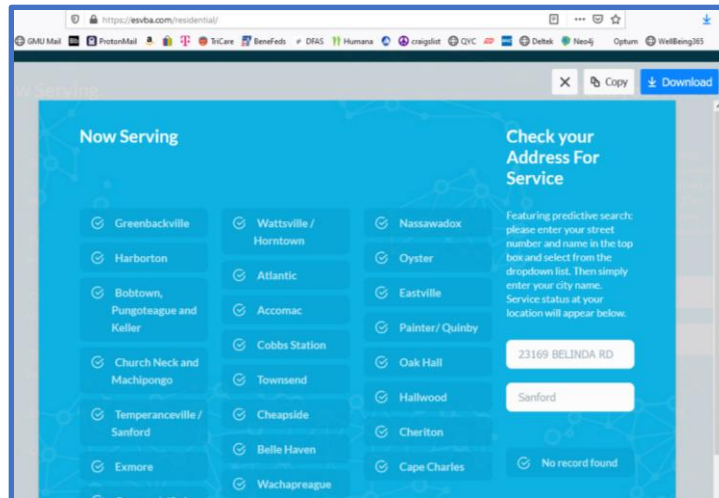 https://esvba.com/residential/
GMU Mail ProtonMail TriCare BeneFeds DFAS Humana craigslist QYC Deltek Neo4j Optum WellBeing365
Copy Download
Now Serving
Greenbackville
Harborton
Bobtown,
Pungoteague and
Keller
Church Neck and
Machipongo
Temperanceville /
Sanford
Exmore
Wattsville /
Horntown
Atlantic
Accomac
Cobbs Station
Townsend
Cheapside
Belle Haven
Wachapreague
Nassawadox
Oyster
Eastville
Painter/ Quinby
Oak Hall
Hallwood
Cheriton
Cape Charles
Check your
Address For
Service
Featuring predictive search:
please enter your street
number and name in the top
box and select from the
dropdown list. Then simply
enter your city name.
Service status at your
location will appear below.
23169 BELINDA RD
Sanford
No record found